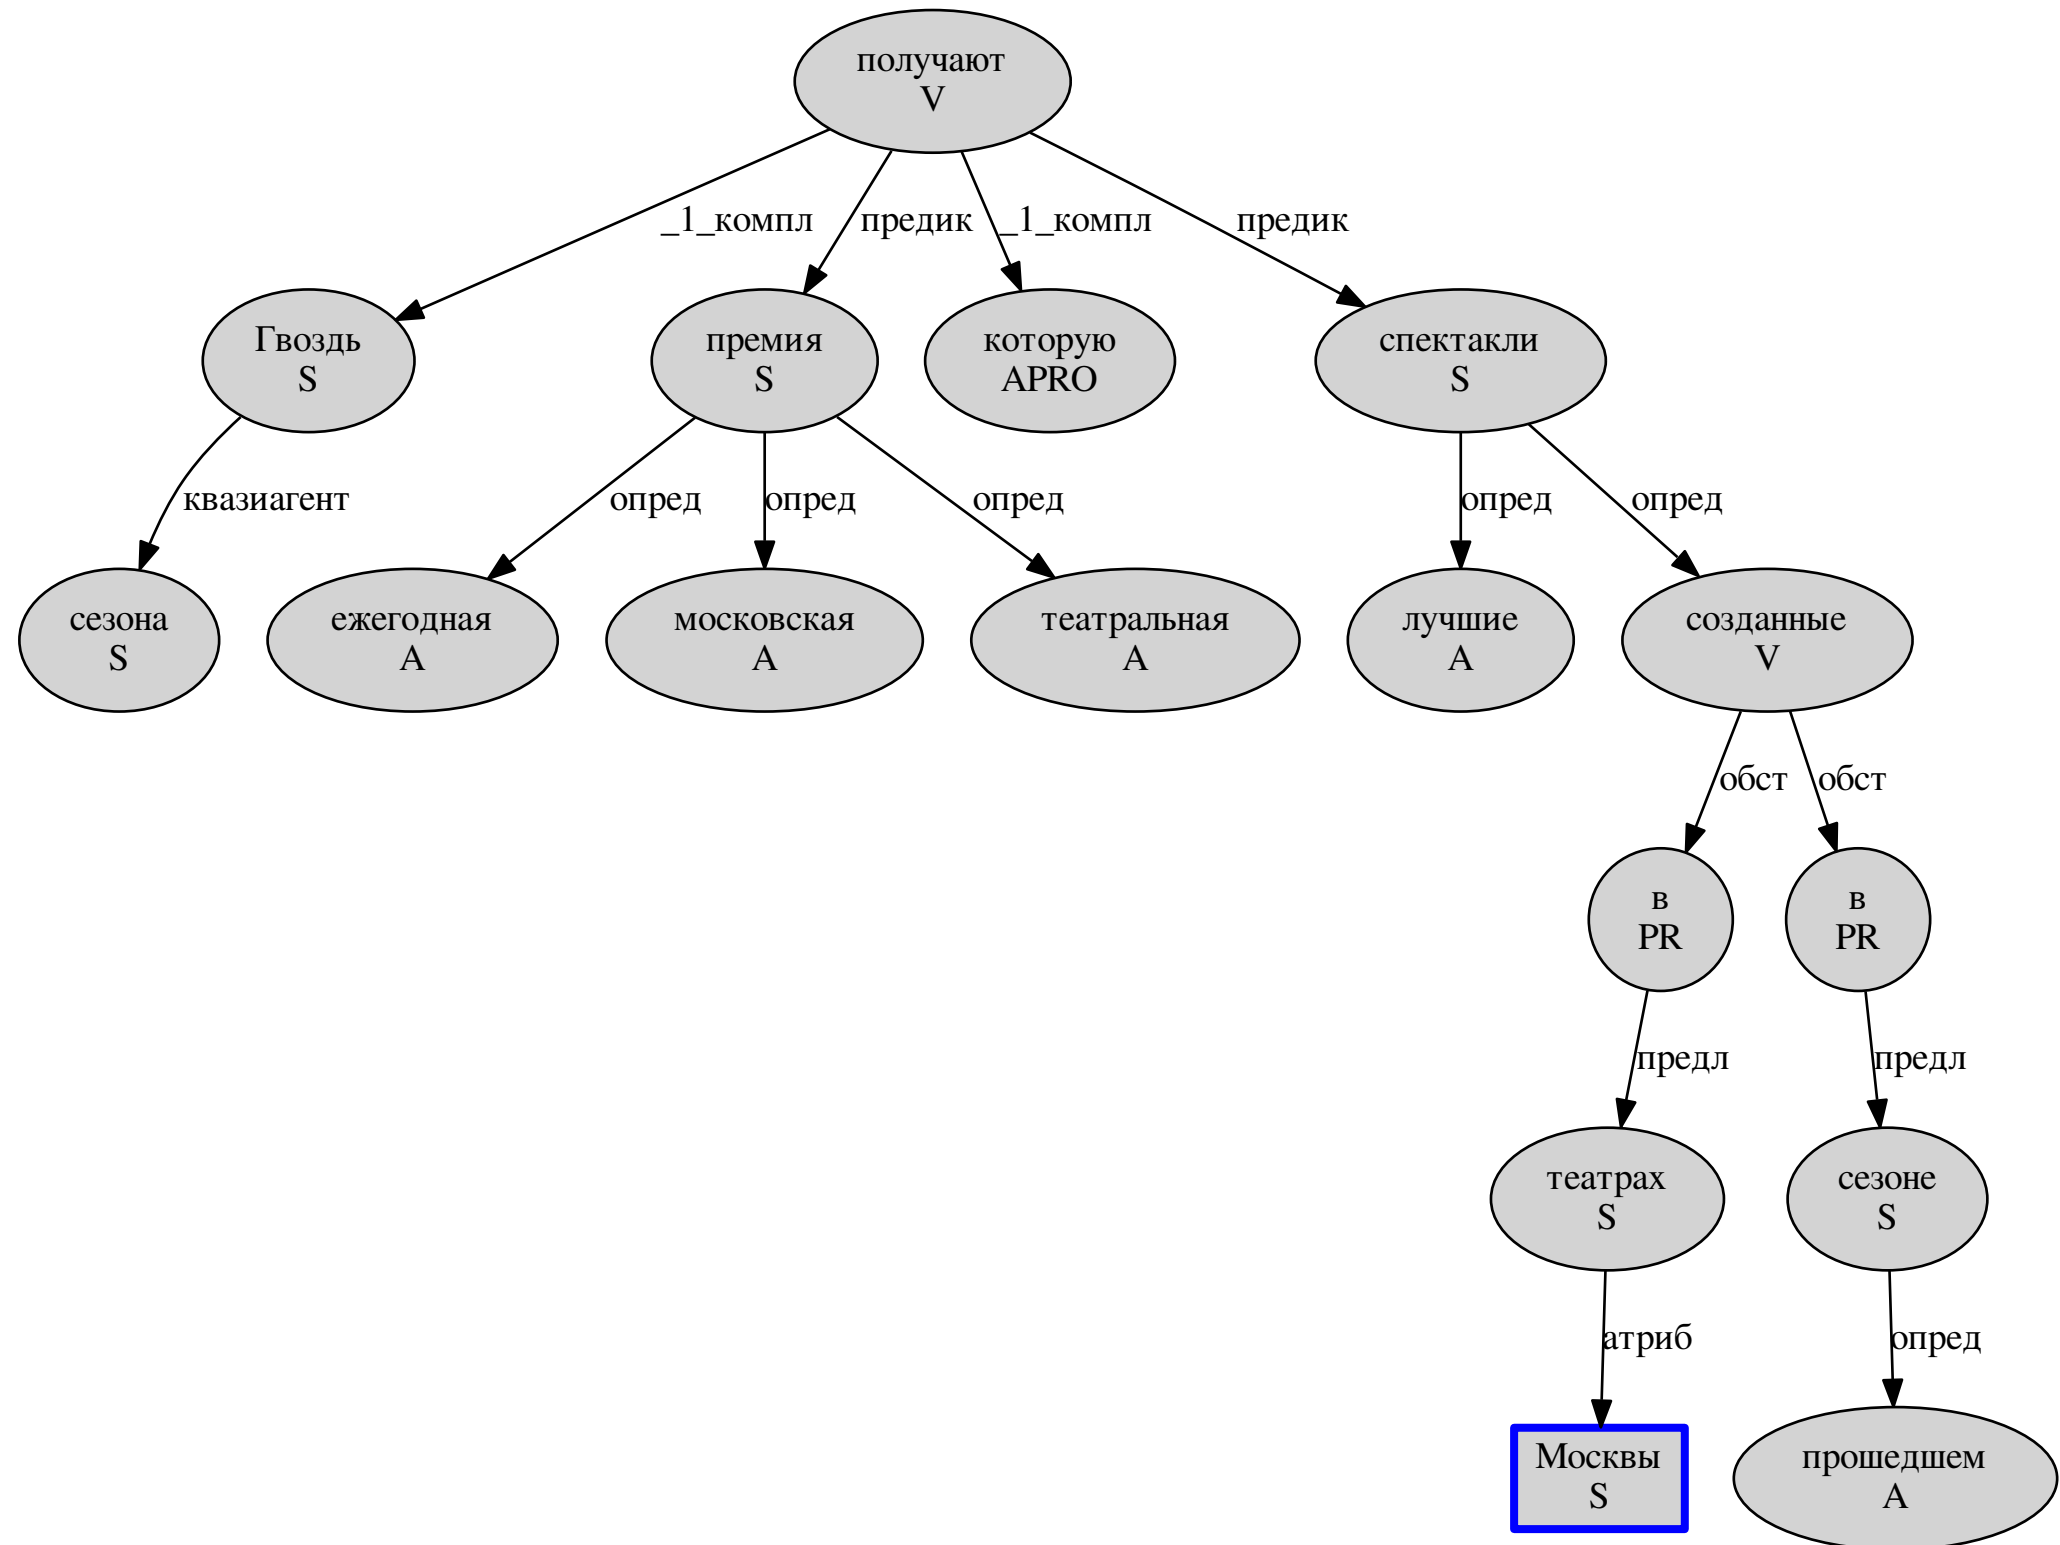 получают
V
_1_компл
предик
_1_компл
предик
Гвоздь
S
премия
S
которую
APRO
спектакли
S
квазиагент
опред
опред
опред
опред
опред
сезона
S
ежегодная
A
московская
A
театральная
A
лучшие
A
созданные
V
обст
обст
в
PR
в
PR
предл
предл
театрах
S
сезоне
S
атриб
опред
Москвы
S
прошедшем
A